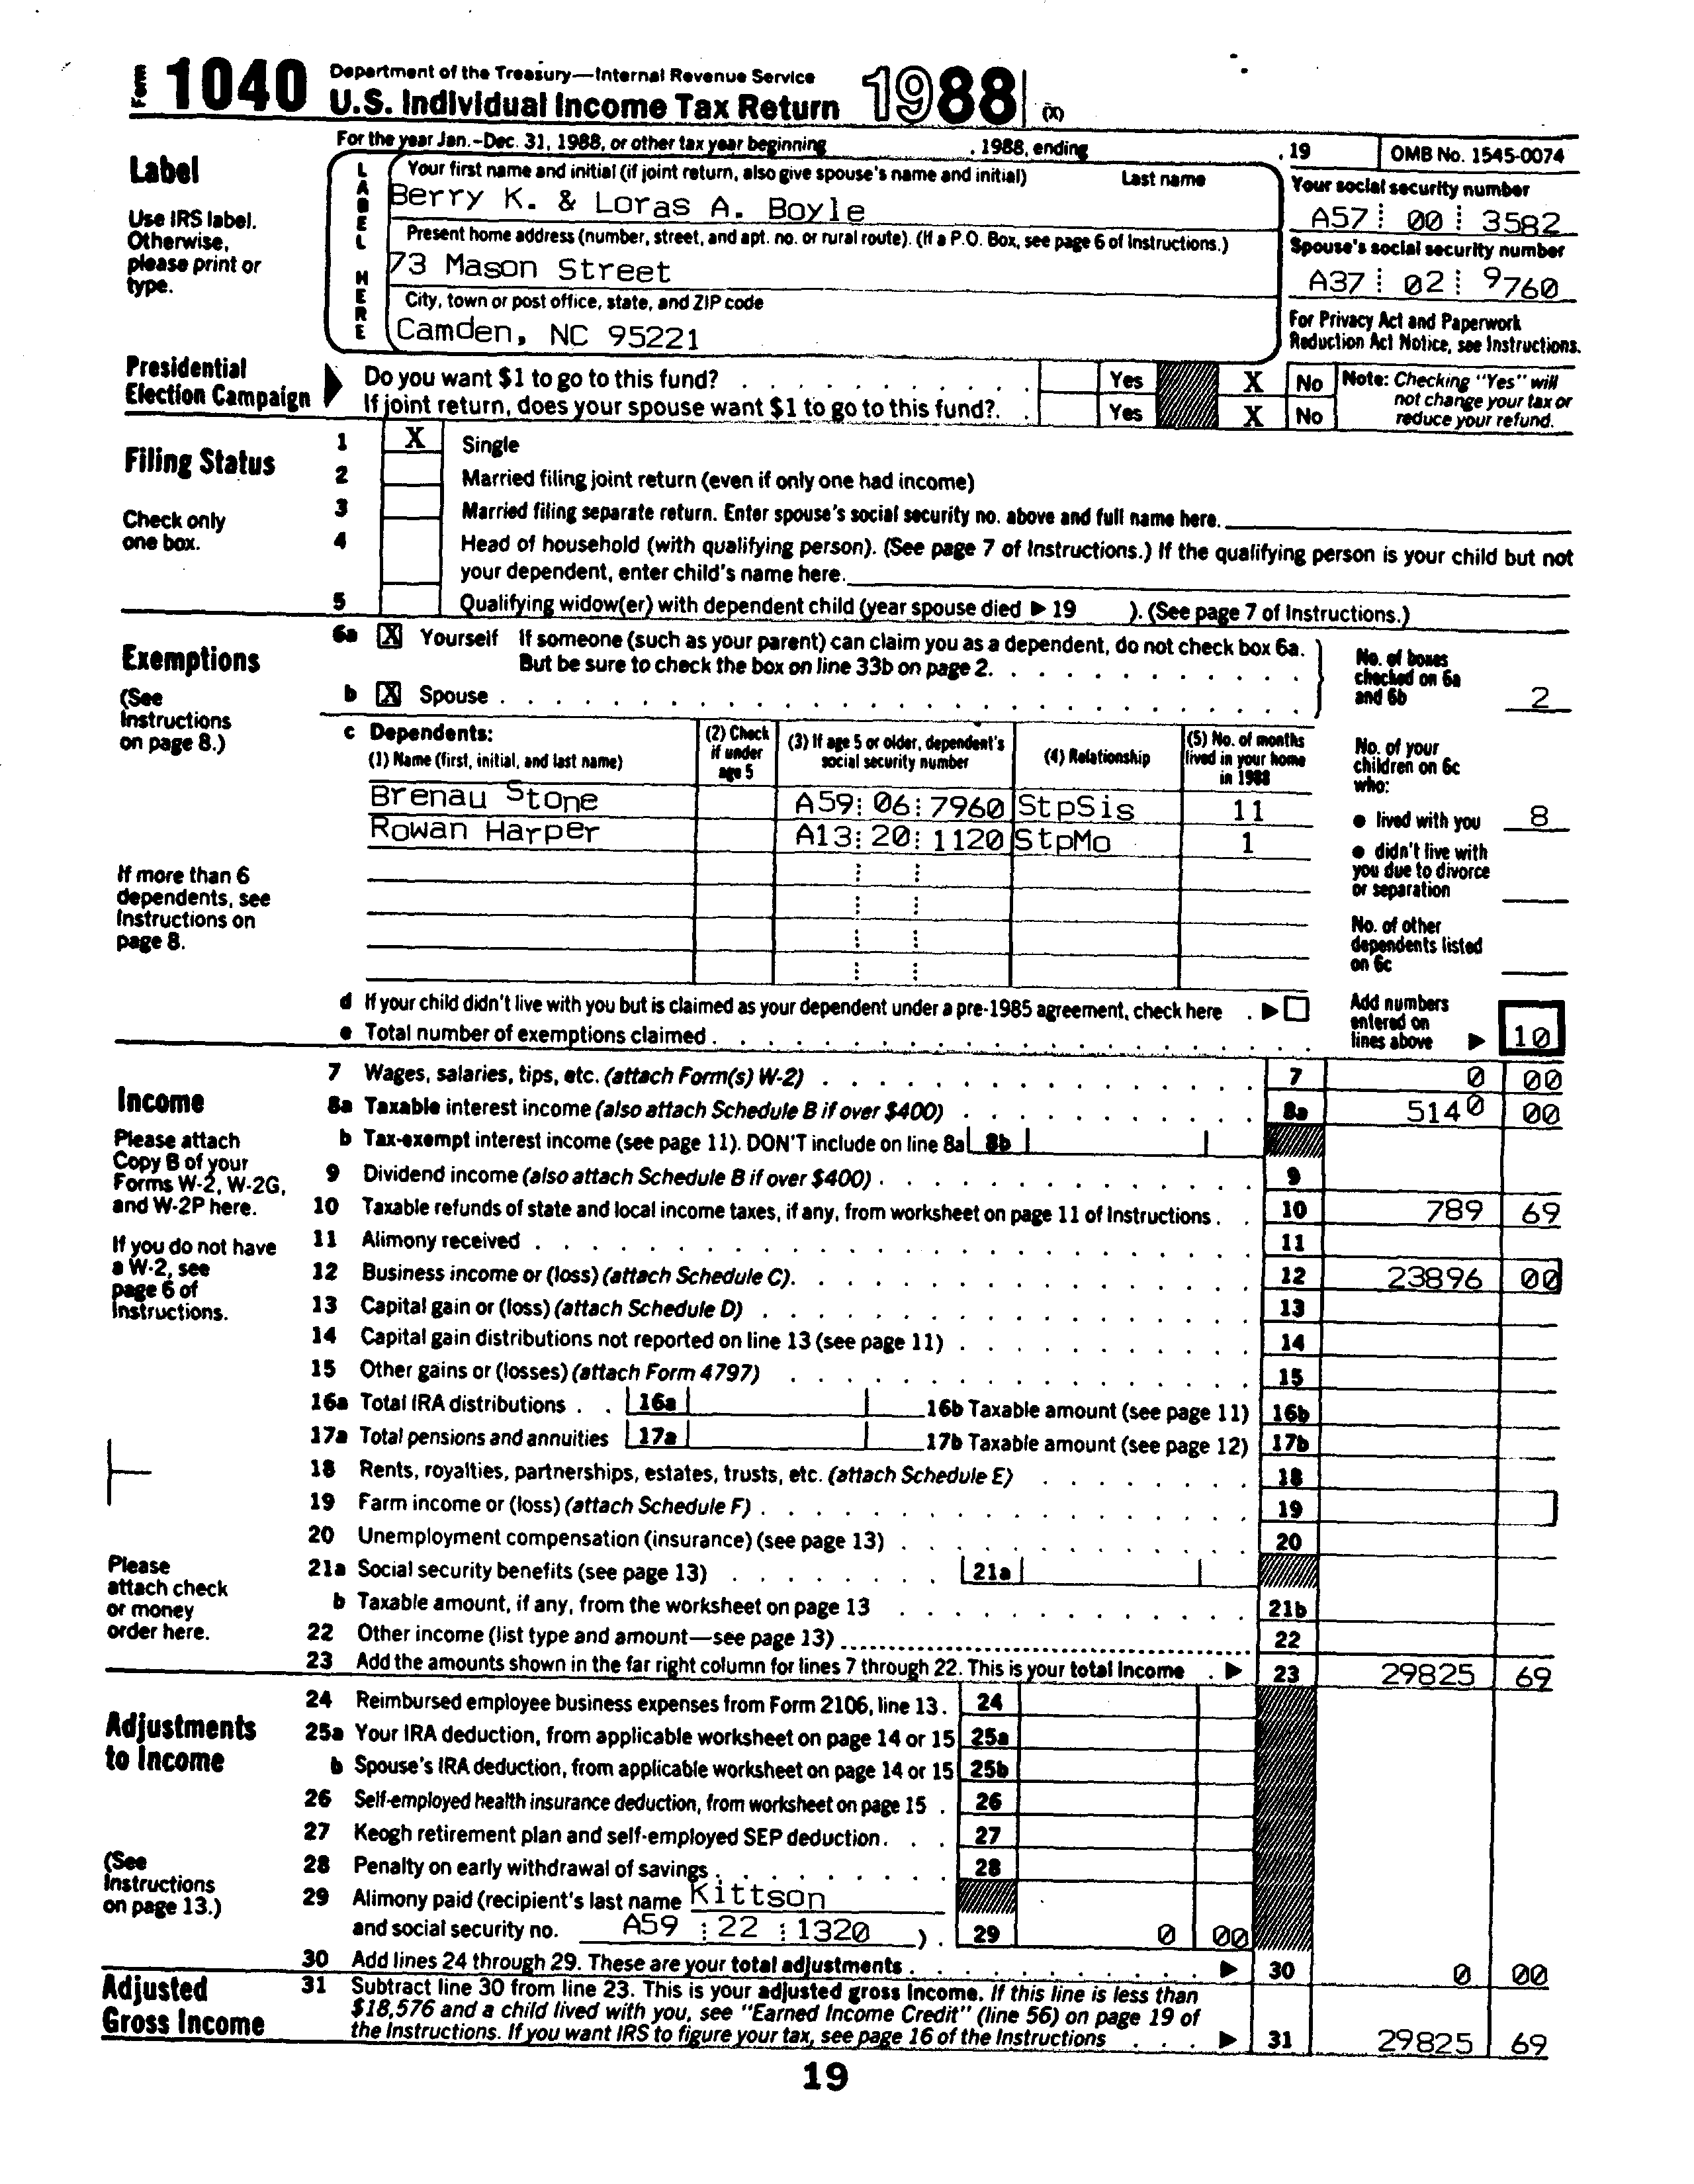 Form 1040 Department of the Treasury—Internal Revenue Service
U.S. Individual Income Tax Return 1988 (X)
For the year Jan.–Dec. 31, 1988, or other tax year beginning , 1988, ending , 19 OMB No. 1545-0074
Label
Use IRS label.
Otherwise,
please print or
type.
LABEL HERE
Your first name and initial (if joint return, also give spouse's name and initial) Last name
Berry K. & Loras A. Boyle
Your social security number
A57 00 3582
Present home address (number, street, and apt. no. or rural route). (If a P.O. Box, see page 6 of Instructions.)
73 Mason Street
Spouse's social security number
A37 02 9760
City, town or post office, state, and ZIP code
Camden, NC 95221
For Privacy Act and Paperwork
Reduction Act Notice, see Instructions.
Presidential
Election Campaign
Do you want $1 to go to this fund? Yes X No
If joint return, does your spouse want $1 to go to this fund? Yes X No
Note: Checking "Yes" will
not change your tax or
reduce your refund.
Filing Status
Check only
one box.
1 X Single
2 Married filing joint return (even if only one had income)
3 Married filing separate return. Enter spouse's social security no. above and full name here.
4 Head of household (with qualifying person). (See page 7 of Instructions.) If the qualifying person is your child but not
your dependent, enter child's name here.
5 Qualifying widow(er) with dependent child (year spouse died ▶ 19 ). (See page 7 of Instructions.)
Exemptions
(See
Instructions
on page 8.)
6a X Yourself If someone (such as your parent) can claim you as a dependent, do not check box 6a.
But be sure to check the box on line 33b on page 2.
b X Spouse
No. of boxes
checked on 6a
and 6b 2
c Dependents:
(1) Name (first, initial, and last name)
(2) Check
if under
age 5
(3) If age 5 or older, dependent's
social security number
(4) Relationship
(5) No. of months
lived in your home
in 1988
Brenau Stone A59 06 7960 StpSis 11
Rowan Harper A13 20 1120 StpMo 1
No. of your
children on 6c
who:
● lived with you 8
● didn't live with
you due to divorce
or separation
No. of other
dependents listed
on 6c
If more than 6
dependents, see
Instructions on
page 8.
d If your child didn't live with you but is claimed as your dependent under a pre-1985 agreement, check here ▶
e Total number of exemptions claimed
Add numbers
entered on
lines above ▶ 10
Income
Please attach
Copy B of your
Forms W-2, W-2G,
and W-2P here.
If you do not have
a W-2, see
page 6 of
Instructions.
Please
attach check
or money
order here.
7 Wages, salaries, tips, etc. (attach Form(s) W-2) 7 0 00
8a Taxable interest income (also attach Schedule B if over $400) 8a 5140 00
b Tax-exempt interest income (see page 11). DON'T include on line 8a 8b
9 Dividend income (also attach Schedule B if over $400) 9
10 Taxable refunds of state and local income taxes, if any, from worksheet on page 11 of Instructions 10 789 69
11 Alimony received 11
12 Business income or (loss) (attach Schedule C) 12 23896 00
13 Capital gain or (loss) (attach Schedule D) 13
14 Capital gain distributions not reported on line 13 (see page 11) 14
15 Other gains or (losses) (attach Form 4797) 15
16a Total IRA distributions 16a 16b Taxable amount (see page 11) 16b
17a Total pensions and annuities 17a 17b Taxable amount (see page 12) 17b
18 Rents, royalties, partnerships, estates, trusts, etc. (attach Schedule E) 18
19 Farm income or (loss) (attach Schedule F) 19
20 Unemployment compensation (insurance) (see page 13) 20
21a Social security benefits (see page 13) 21a
b Taxable amount, if any, from the worksheet on page 13 21b
22 Other income (list type and amount—see page 13) 22
23 Add the amounts shown in the far right column for lines 7 through 22. This is your total income ▶ 23 29825 69
Adjustments
to Income
(See
Instructions
on page 13.)
24 Reimbursed employee business expenses from Form 2106, line 13. 24
25a Your IRA deduction, from applicable worksheet on page 14 or 15 25a
b Spouse's IRA deduction, from applicable worksheet on page 14 or 15 25b
26 Self-employed health insurance deduction, from worksheet on page 15 26
27 Keogh retirement plan and self-employed SEP deduction 27
28 Penalty on early withdrawal of savings 28
29 Alimony paid (recipient's last name Kittson
and social security no. A59 22 1320 ) 29 0 00
30 Add lines 24 through 29. These are your total adjustments ▶ 30 0 00
Adjusted
Gross Income
31 Subtract line 30 from line 23. This is your adjusted gross income. If this line is less than
$18,576 and a child lived with you, see "Earned Income Credit" (line 56) on page 19 of
the Instructions. If you want IRS to figure your tax, see page 16 of the Instructions ▶ 31 29825 69
19